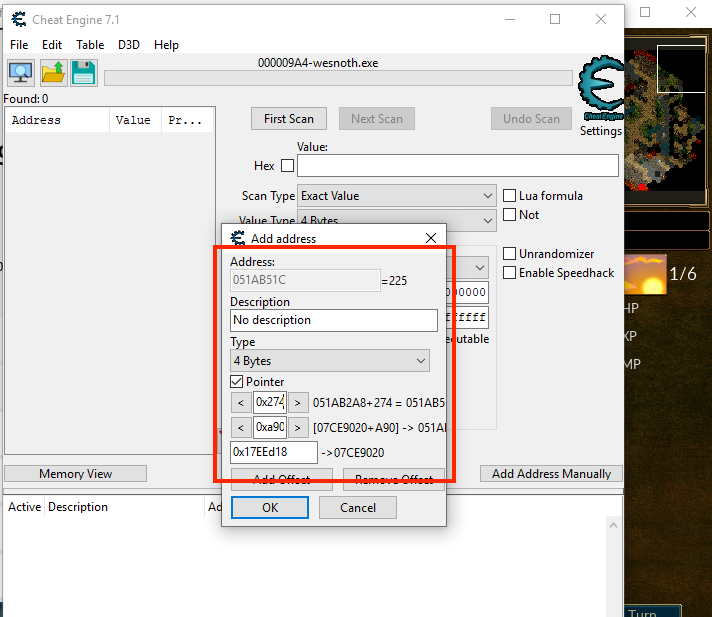 Cheat Engine 7.1
File Edit Table D3D Help
000009A4-wesnoth.exe
Found: 0
Address Value Pr...
First Scan Next Scan Undo Scan
Cheat Engine
Settings
Value:
Hex
Scan Type Exact Value
Lua formula
Value Type 4 Bytes
Not
Add address
Unrandomizer
Enable Speedhack
Address:
051AB51C =225
Description
No description
Type
4 Bytes
Pointer
< 0x274 > 051AB2A8+274 = 051AB5
< 0xa90 > [07CE9020+A90] -> 051A
0x17EEd18 ->07CE9020
Add Offset Remove Offset
OK Cancel
Memory View
Add Address Manually
Active Description Ad
1/6
HP
XP
MP
Turn